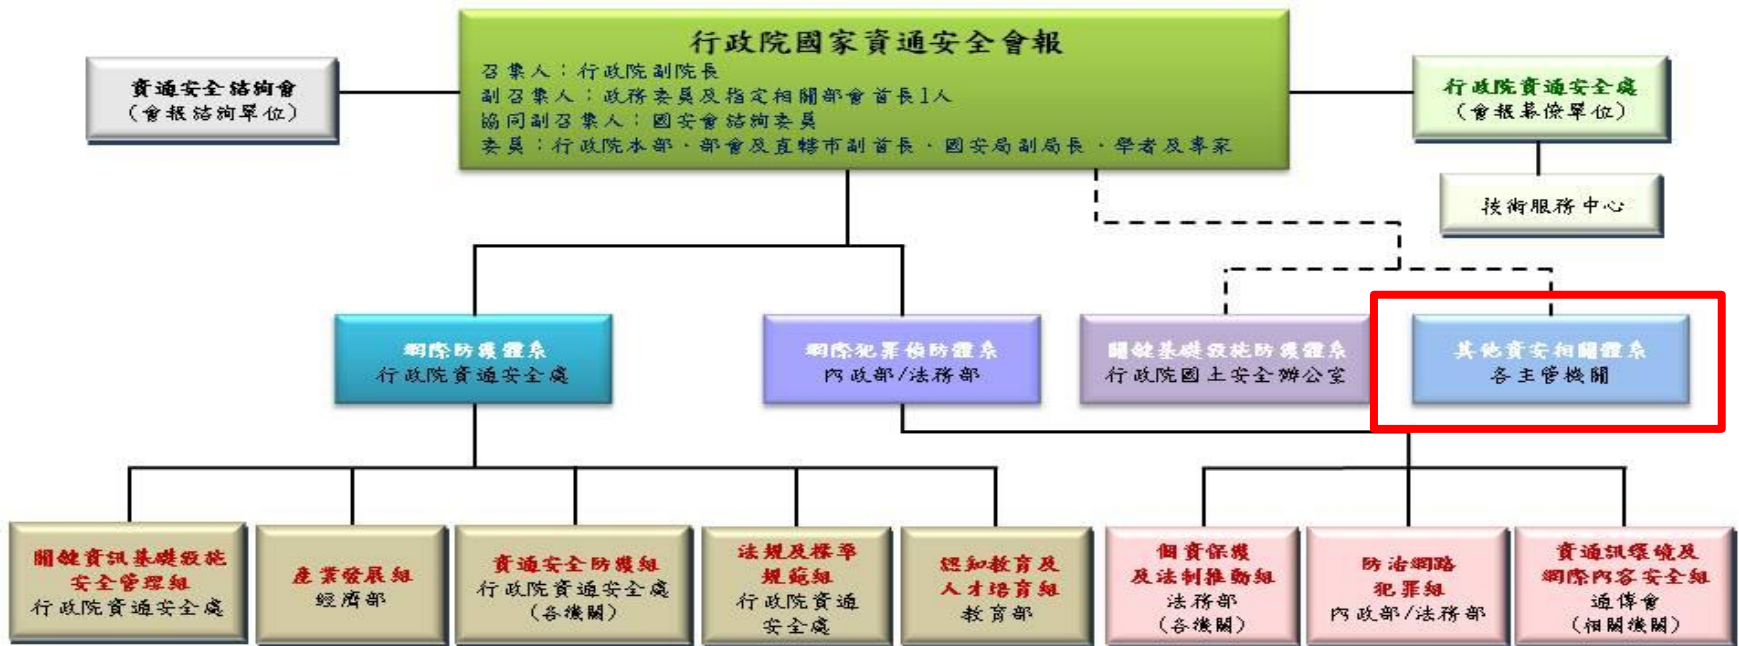 行政院國家資通安全會報
召集人：行政院副院長
副召集人：政務委員及指定相關部會首長1人
協同副召集人：國安會諮詢委員
委員：行政院本部、部會及直轄市副首長、國安局副局長、學者及專家
資通安全諮詢會
（會報諮詢單位）
行政院資通安全處
（會報幕僚單位）
技術服務中心
網際防護體系
行政院資通安全處
網際犯罪偵防體系
內政部/法務部
關鍵基礎設施防護體系
行政院國土安全辦公室
其他資安相關體系
各主管機關
關鍵資訊基礎設施
安全管理組
行政院資通安全處
產業發展組
經濟部
資通安全防護組
行政院資通安全處
（各機關）
法規及標準
規範組
行政院資通
安全處
認知教育及
人才培育組
教育部
個資保護
及法制推動組
法務部
（各機關）
防治網路
犯罪組
內政部/法務部
資通訊環境及
網際內容安全組
通傳會
（相關機關）